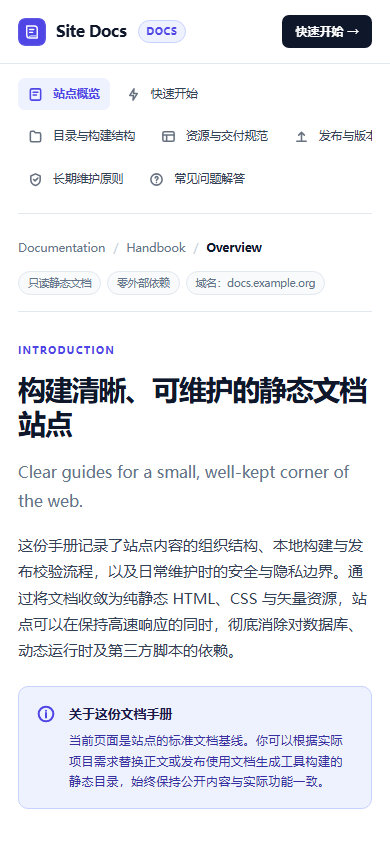 Site Docs DOCS 快速开始 →
站点概览 快速开始
目录与构建结构 资源与交付规范 发布与版本
长期维护原则 常见问题解答
Documentation / Handbook / Overview
只读静态文档 零外部依赖 域名：docs.example.org
INTRODUCTION
构建清晰、可维护的静态文档
站点
Clear guides for a small, well-kept corner of
the web.
这份手册记录了站点内容的组织结构、本地构建与发
布校验流程，以及日常维护时的安全与隐私边界。通
过将文档收敛为纯静态 HTML、CSS 与矢量资源，站
点可以在保持高速响应的同时，彻底消除对数据库、
动态运行时及第三方脚本的依赖。
关于这份文档手册
当前页面是站点的标准文档基线。你可以根据实际
项目需求替换正文或发布使用文档生成工具构建的
静态目录，始终保持公开内容与实际功能一致。